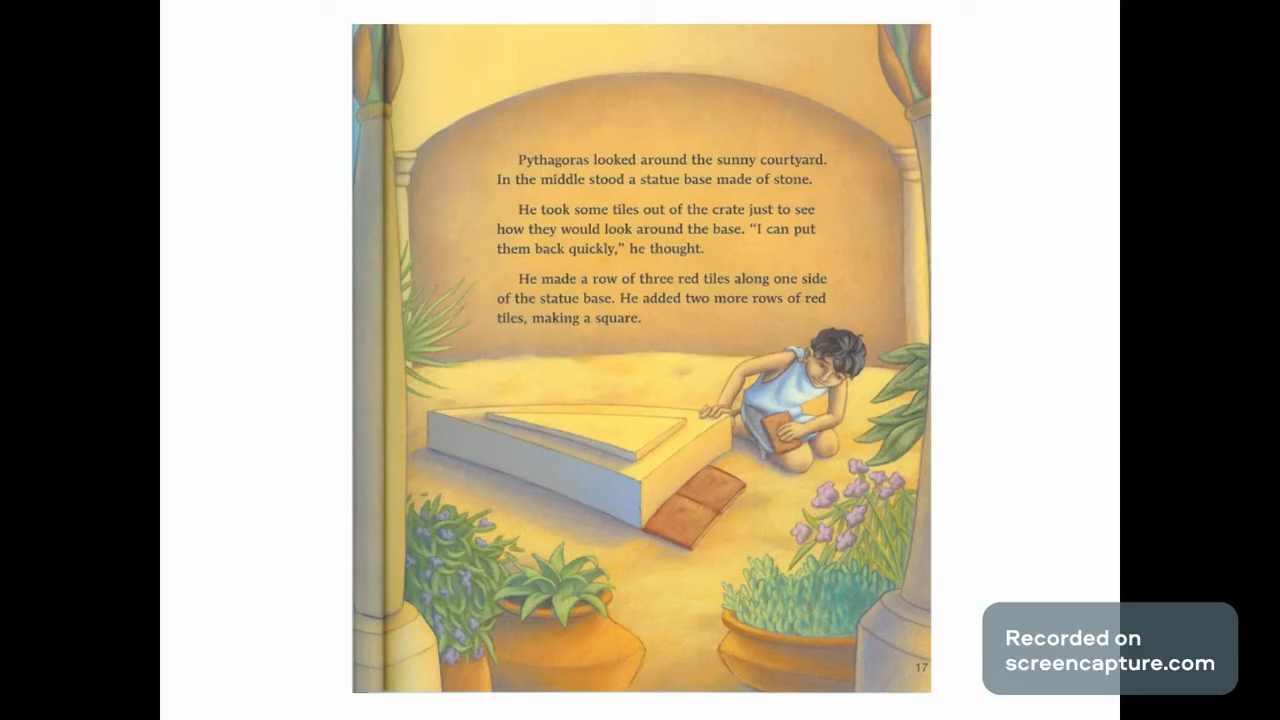 Pythagoras looked around the sunny courtyard.
In the middle stood a statue base made of stone.
He took some tiles out of the crate just to see
how they would look around the base. “I can put
them back quickly,” he thought.
He made a row of three red tiles along one side
of the statue base. He added two more rows of red
tiles, making a square.
17
Recorded on
screencapture.com